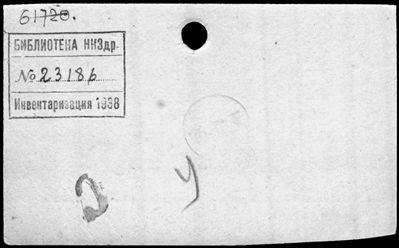 61720.
БИБЛИОТЕКА НКЗдр.
№ 23186
Инвентаризация 1938
У